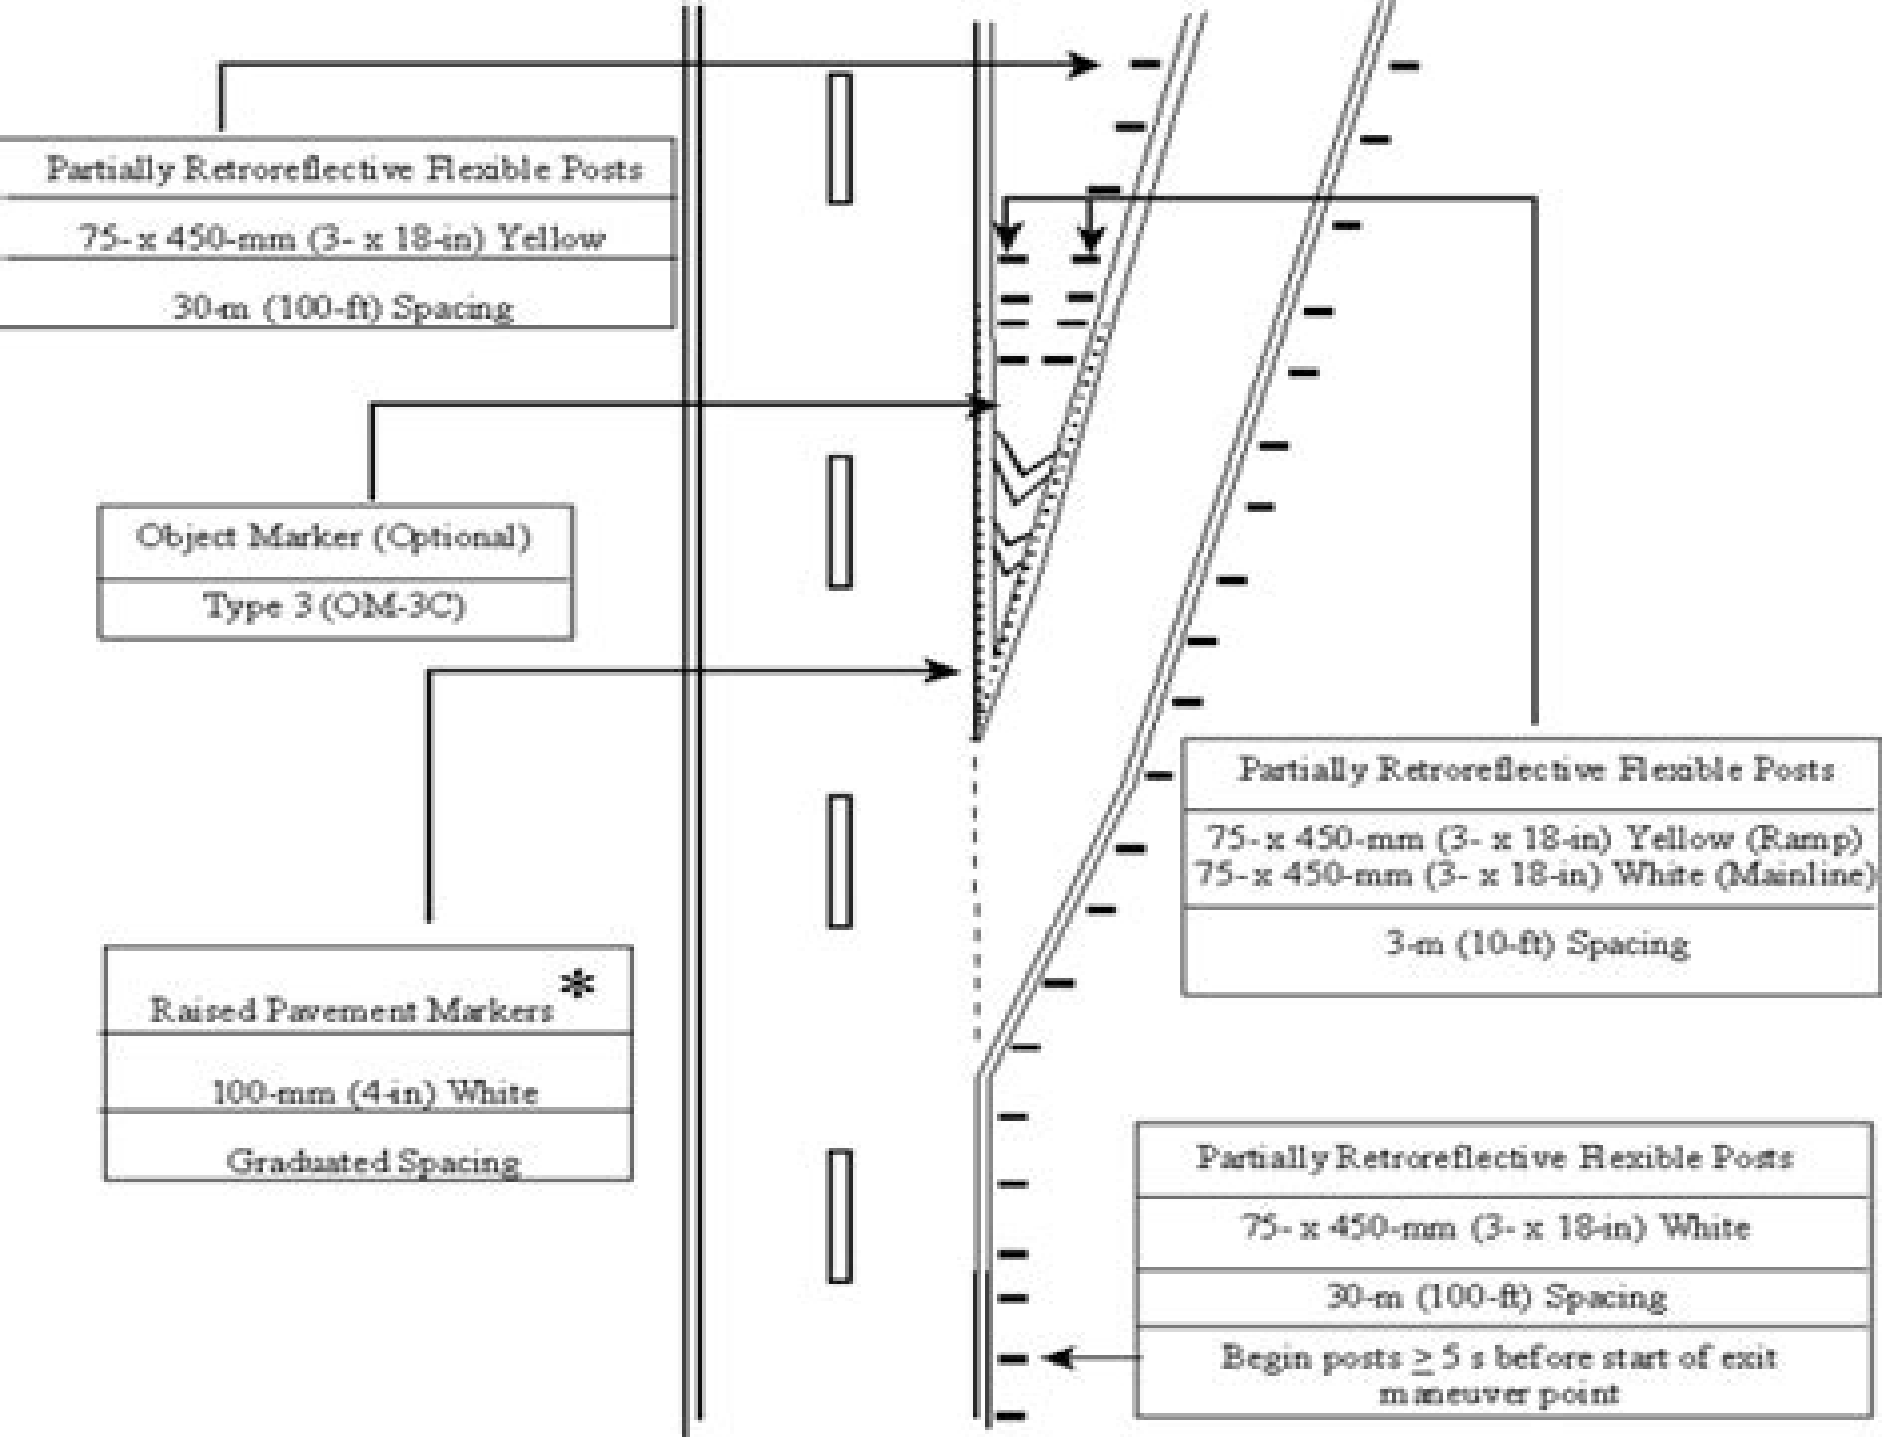 Partially Retroreflective Flexible Posts
75- x 450-mm (3- x 18-in) Yellow
30-m (100-ft) Spacing
Object Marker (Optional)
Type 3 (OM-3C)
Partially Retroreflective Flexible Posts
75- x 450-mm (3- x 18-in) Yellow (Ramp)
75- x 450-mm (3- x 18-in) White (Mainline)
3-m (10-ft) Spacing
Raised Pavement Markers *
100-mm (4-in) White
Graduated Spacing
Partially Retroreflective Flexible Posts
75- x 450-mm (3- x 18-in) White
30-m (100-ft) Spacing
Begin posts ≥ 5 s before start of exit
maneuver point